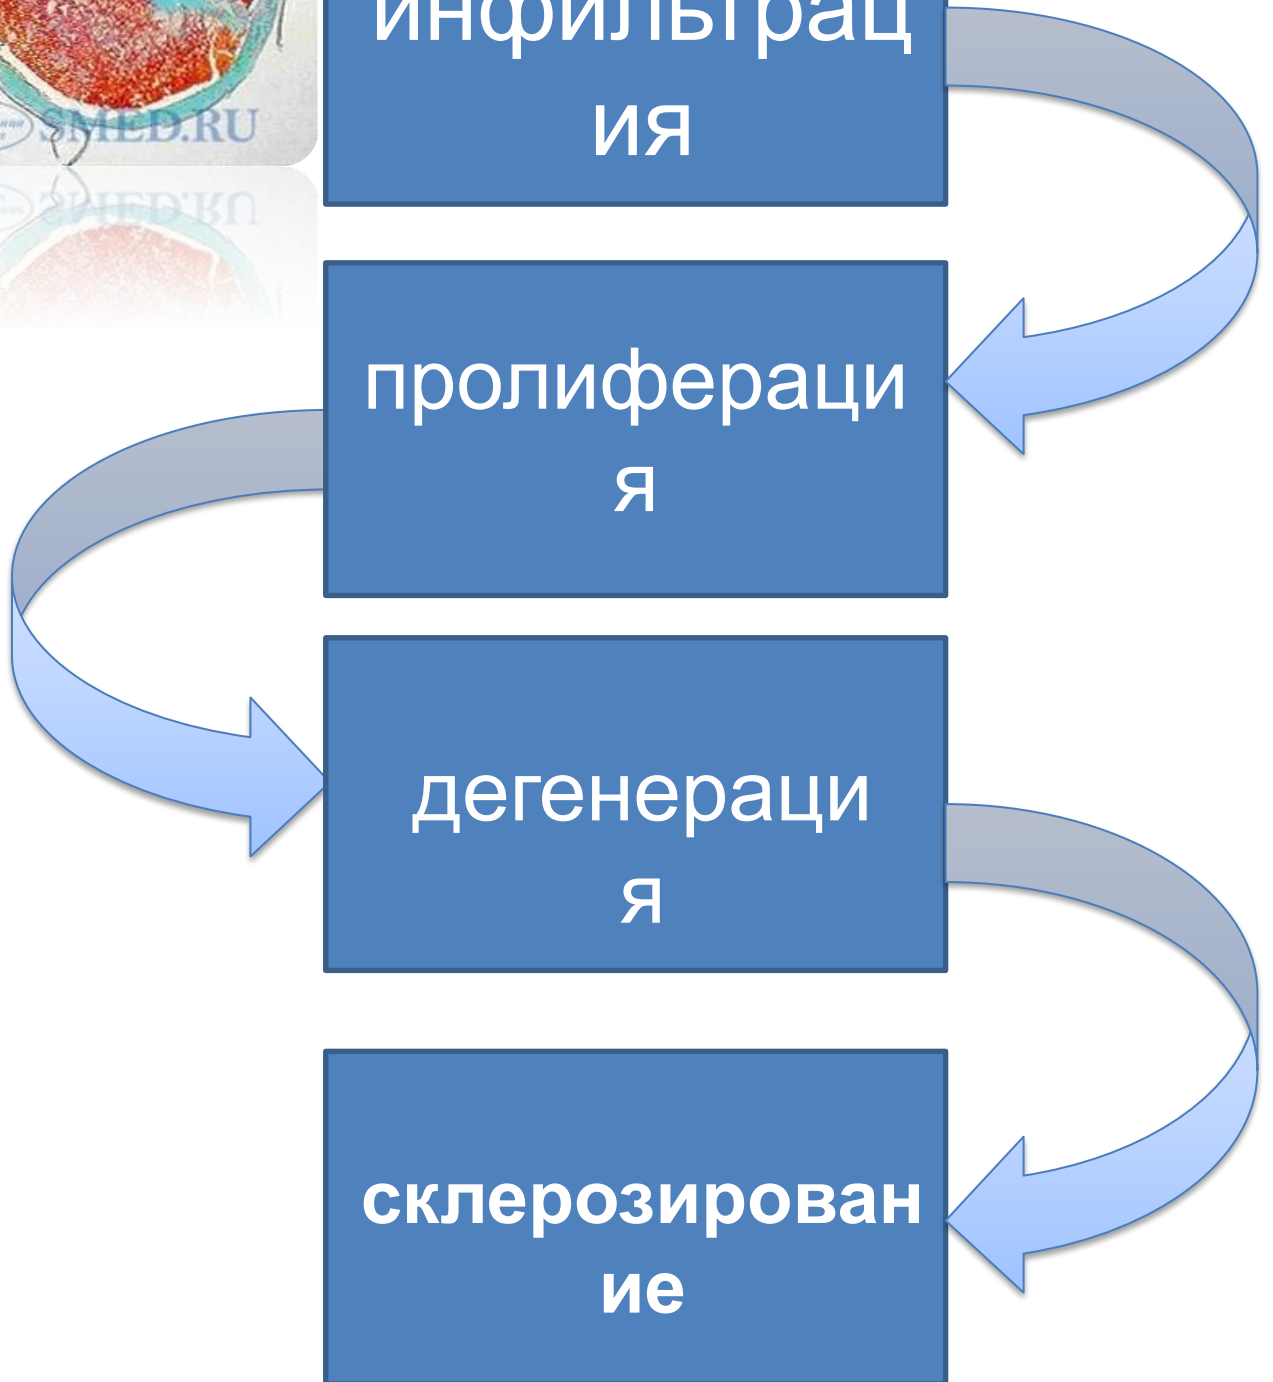 инфильтрац
ия
SMED.RU
пролифераци
я
дегенераци
я
склерозирован
ие